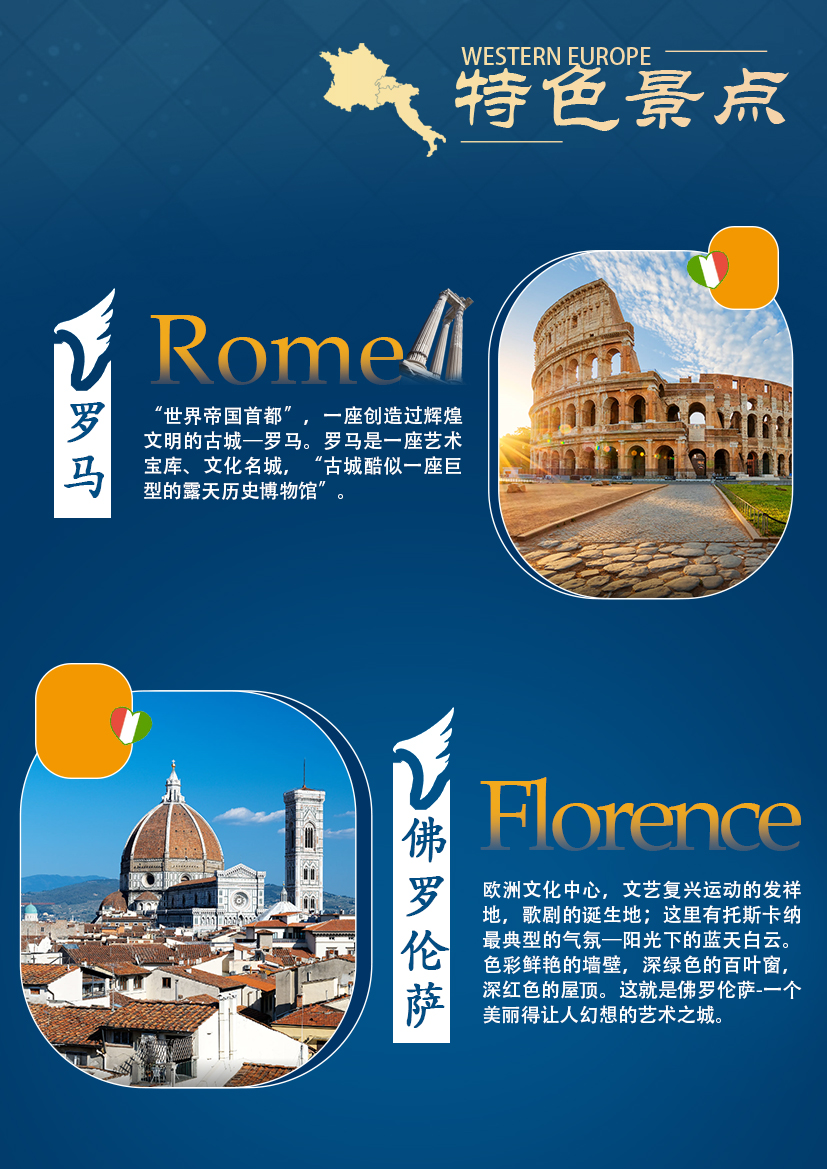 WESTERN EUROPE
特色景点
Rome
罗马
“世界帝国首都”,一座创造过辉煌
文明的古城—罗马。罗马是一座艺术
宝库、文化名城,“古城酷似一座巨
型的露天历史博物馆”。
佛罗伦萨
Florence
欧洲文化中心,文艺复兴运动的发祥
地,歌剧的诞生地;这里有托斯卡纳
最典型的气氛—阳光下的蓝天白云。
色彩鲜艳的墙壁,深绿色的百叶窗,
深红色的屋顶。这就是佛罗伦萨-一个
美丽得让人幻想的艺术之城。